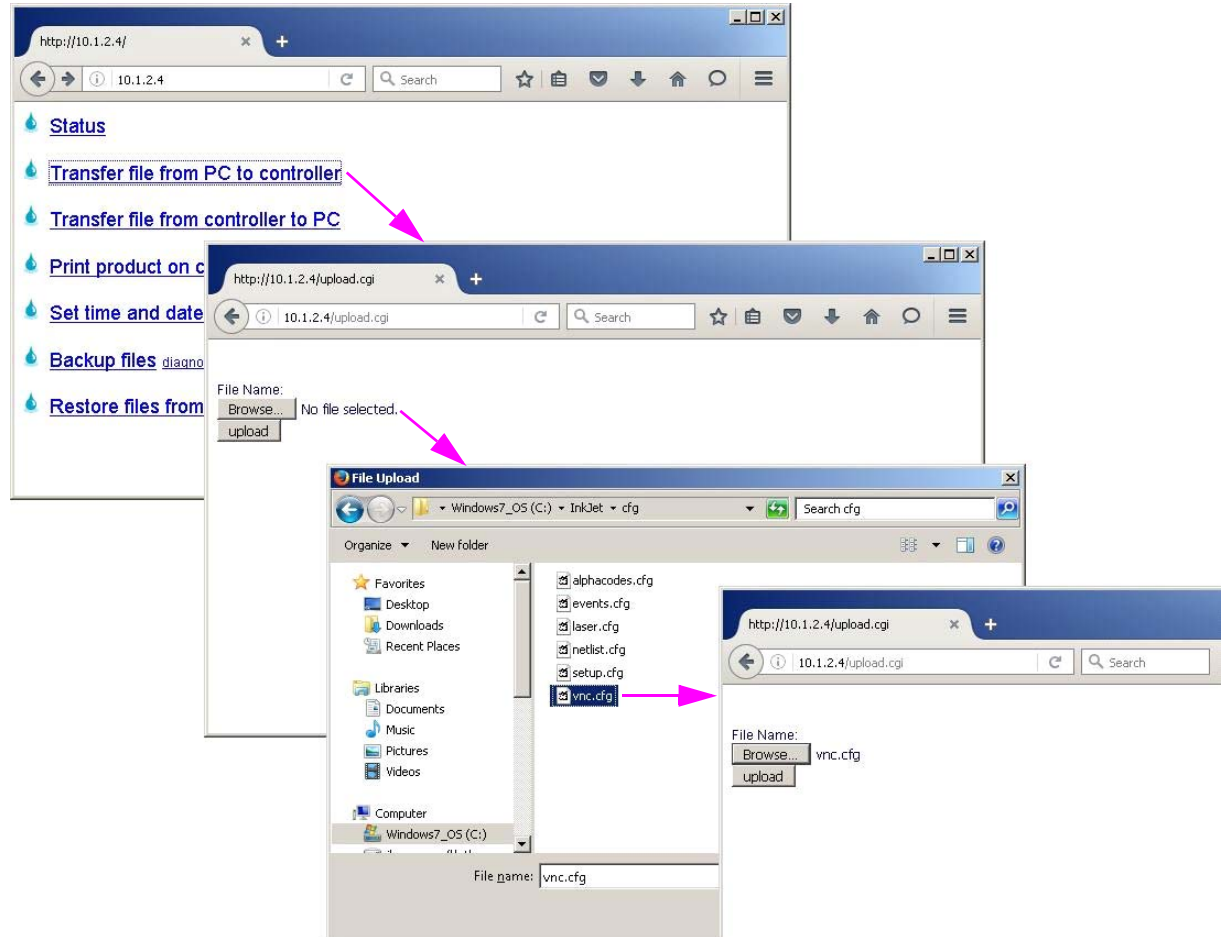 http://10.1.2.4/
10.1.2.4
Search
Status
Transfer file from PC to controller
Transfer file from controller to PC
Print product on c
Set time and date
Backup files diagno
Restore files from
http://10.1.2.4/upload.cgi
10.1.2.4/upload.cgi
Search
File Name:
Browse... No file selected.
upload
File Upload
Windows7_OS (C:) InkJet cfg
Search cfg
Organize New folder
Favorites
Desktop
Downloads
Recent Places
Libraries
Documents
Music
Pictures
Videos
Computer
Windows7_OS (C:)
alphacodes.cfg
events.cfg
laser.cfg
netlist.cfg
setup.cfg
vnc.cfg
File name: vnc.cfg
http://10.1.2.4/upload.cgi
10.1.2.4/upload.cgi
Search
File Name:
Browse... vnc.cfg
upload